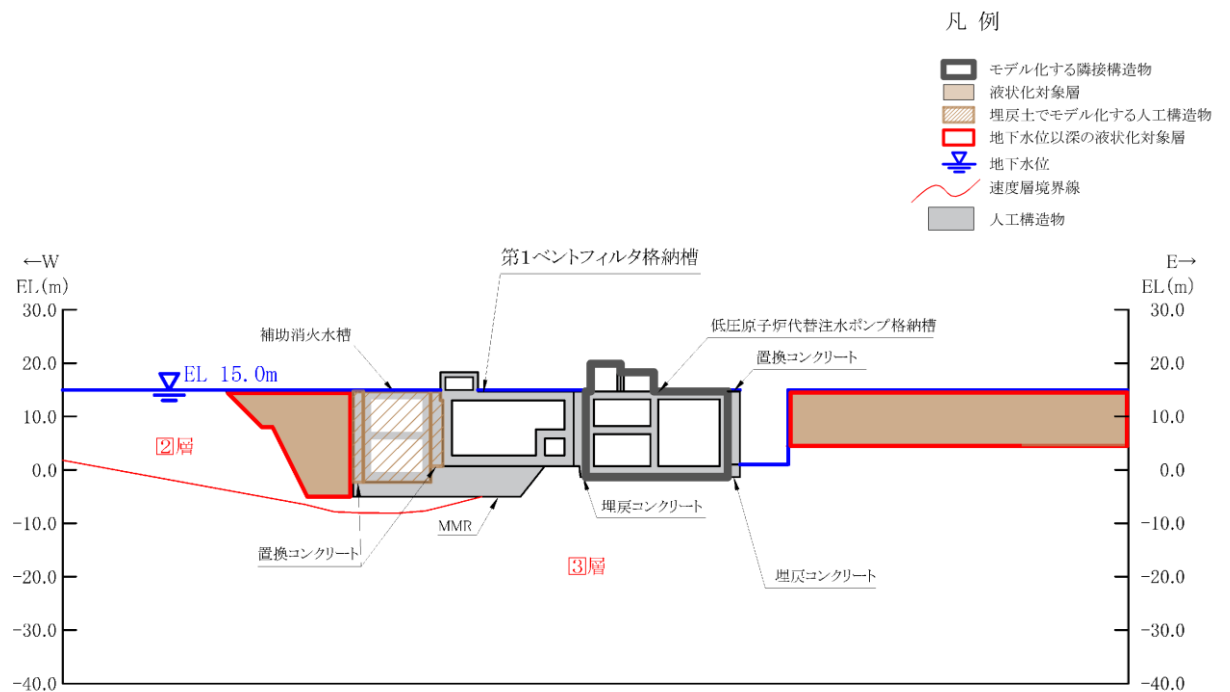 凡 例
モデル化する隣接構造物
液状化対象層
埋戻土でモデル化する人工構造物
地下水位以深の液状化対象層
地下水位
速度層境界線
人工構造物
←W
EL(m)
E→
EL(m)
第1ベントフィルタ格納槽
補助消火水槽
低圧原子炉代替注水ポンプ格納槽
置換コンクリート
EL 15.0m
30.0
20.0
10.0
0.0
-10.0
-20.0
-30.0
-40.0
30.0
20.0
10.0
0.0
-10.0
-20.0
-30.0
-40.0
②層
③層
MMR
埋戻コンクリート
置換コンクリート
埋戻コンクリート